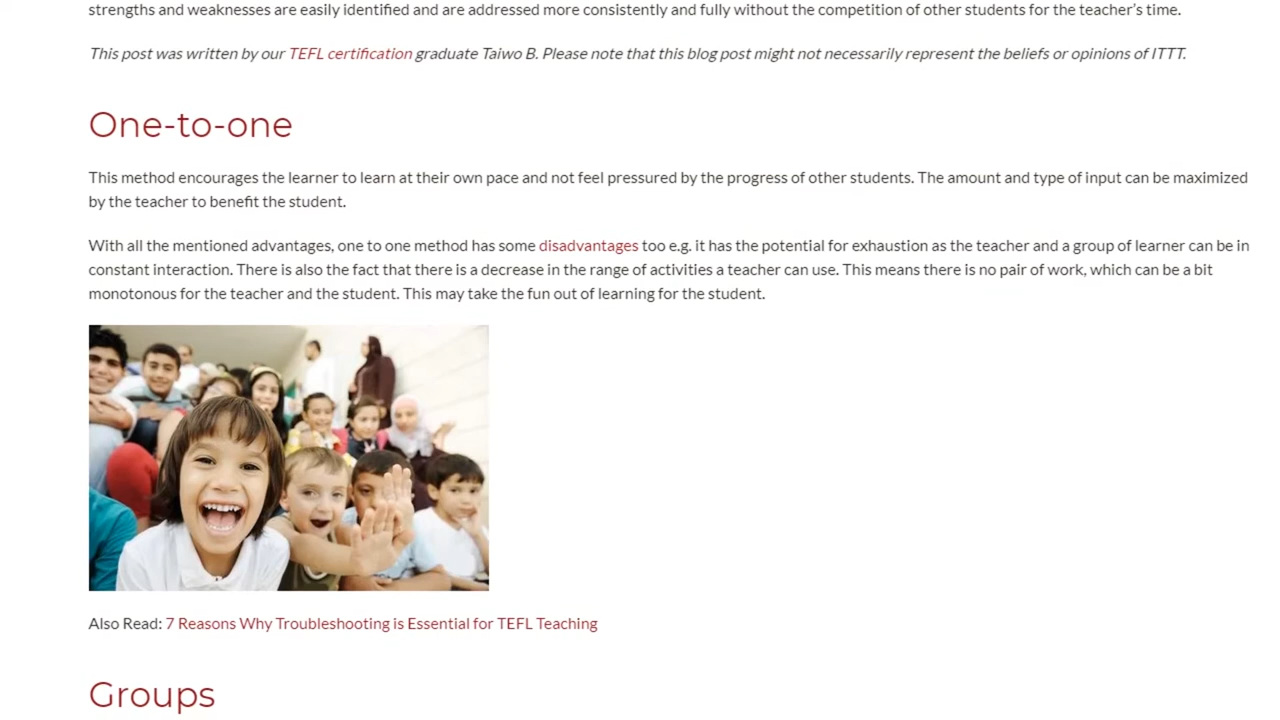 strengths and weaknesses are easily identified and are addressed more consistently and fully without the competition of other students for the teacher’s time.
This post was written by our TEFL certification graduate Taiwo B. Please note that this blog post might not necessarily represent the beliefs or opinions of ITTT.
One-to-one
This method encourages the learner to learn at their own pace and not feel pressured by the progress of other students. The amount and type of input can be maximized
by the teacher to benefit the student.
With all the mentioned advantages, one to one method has some disadvantages too e.g. it has the potential for exhaustion as the teacher and a group of learner can be in
constant interaction. There is also the fact that there is a decrease in the range of activities a teacher can use. This means there is no pair of work, which can be a bit
monotonous for the teacher and the student. This may take the fun out of learning for the student.
Also Read: 7 Reasons Why Troubleshooting is Essential for TEFL Teaching
Groups